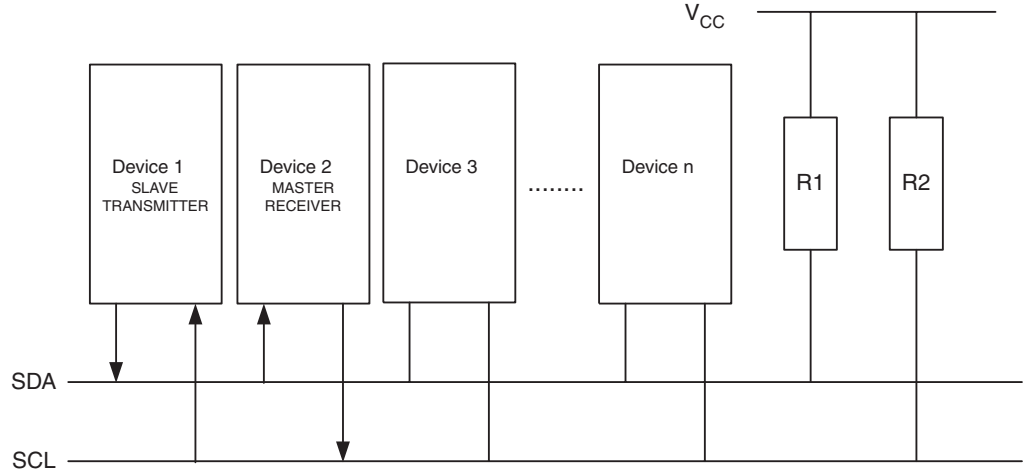 V_CC
Device 1
SLAVE
TRANSMITTER
Device 2
MASTER
RECEIVER
Device 3
........
Device n
R1
R2
SDA
SCL